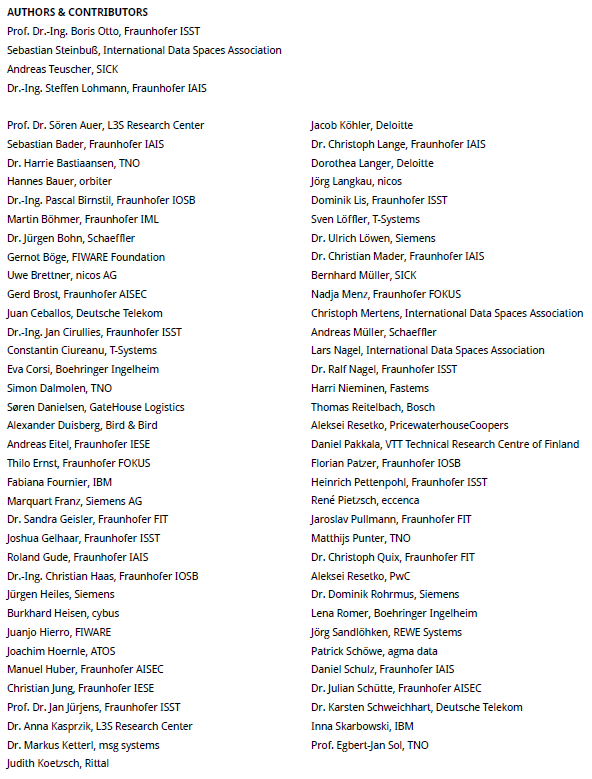 AUTHORS & CONTRIBUTORS
Prof. Dr.-Ing. Boris Otto, Fraunhofer ISST
Sebastian Steinbuß, International Data Spaces Association
Andreas Teuscher, SICK
Dr.-Ing. Steffen Lohmann, Fraunhofer IAIS
Prof. Dr. Sören Auer, L3S Research Center
Sebastian Bader, Fraunhofer IAIS
Dr. Harrie Bastiaansen, TNO
Hannes Bauer, orbiter
Dr.-Ing. Pascal Birnstil, Fraunhofer IOSB
Martin Böhmer, Fraunhofer IML
Dr. Jürgen Bohn, Schaeffler
Gernot Böge, FIWARE Foundation
Uwe Brettner, nicos AG
Gerd Brost, Fraunhofer AISEC
Juan Ceballos, Deutsche Telekom
Dr.-Ing. Jan Cirullies, Fraunhofer ISST
Constantin Ciureanu, T-Systems
Eva Corsi, Boehringer Ingelheim
Simon Dalmolen, TNO
Søren Danielsen, GateHouse Logistics
Alexander Duisberg, Bird & Bird
Andreas Eitel, Fraunhofer IESE
Thilo Ernst, Fraunhofer FOKUS
Fabiana Fournier, IBM
Marquart Franz, Siemens AG
Dr. Sandra Geisler, Fraunhofer FIT
Joshua Gelhaar, Fraunhofer ISST
Roland Gude, Fraunhofer IAIS
Dr.-Ing. Christian Haas, Fraunhofer IOSB
Jürgen Heiles, Siemens
Burkhard Heisen, cybus
Juanjo Hierro, FIWARE
Joachim Hoernle, ATOS
Manuel Huber, Fraunhofer AISEC
Christian Jung, Fraunhofer IESE
Prof. Dr. Jan Jürjens, Fraunhofer ISST
Dr. Anna Kasprzik, L3S Research Center
Dr. Markus Ketterl, msg systems
Judith Koetzsch, Rittal
Jacob Köhler, Deloitte
Dr. Christoph Lange, Fraunhofer IAIS
Dorothea Langer, Deloitte
Jörg Langkau, nicos
Dominik Lis, Fraunhofer ISST
Sven Löffler, T-Systems
Dr. Ulrich Löwen, Siemens
Dr. Christian Mader, Fraunhofer IAIS
Bernhard Müller, SICK
Nadja Menz, Fraunhofer FOKUS
Christoph Mertens, International Data Spaces Association
Andreas Müller, Schaeffler
Lars Nagel, International Data Spaces Association
Dr. Ralf Nagel, Fraunhofer ISST
Harri Nieminen, Fastems
Thomas Reitelbach, Bosch
Aleksei Resetko, PricewaterhouseCoopers
Daniel Pakkala, VTT Technical Research Centre of Finland
Florian Patzer, Fraunhofer IOSB
Heinrich Pettenpohl, Fraunhofer ISST
René Pietzsch, eccenca
Jaroslav Pullmann, Fraunhofer FIT
Matthijs Punter, TNO
Dr. Christoph Quix, Fraunhofer FIT
Aleksei Resetko, PwC
Dr. Dominik Rohrmus, Siemens
Lena Romer, Boehringer Ingelheim
Jörg Sandlöhken, REWE Systems
Patrick Schöwe, agma data
Daniel Schulz, Fraunhofer IAIS
Dr. Julian Schütte, Fraunhofer AISEC
Dr. Karsten Schweichhart, Deutsche Telekom
Inna Skarbowski, IBM
Prof. Egbert-Jan Sol, TNO